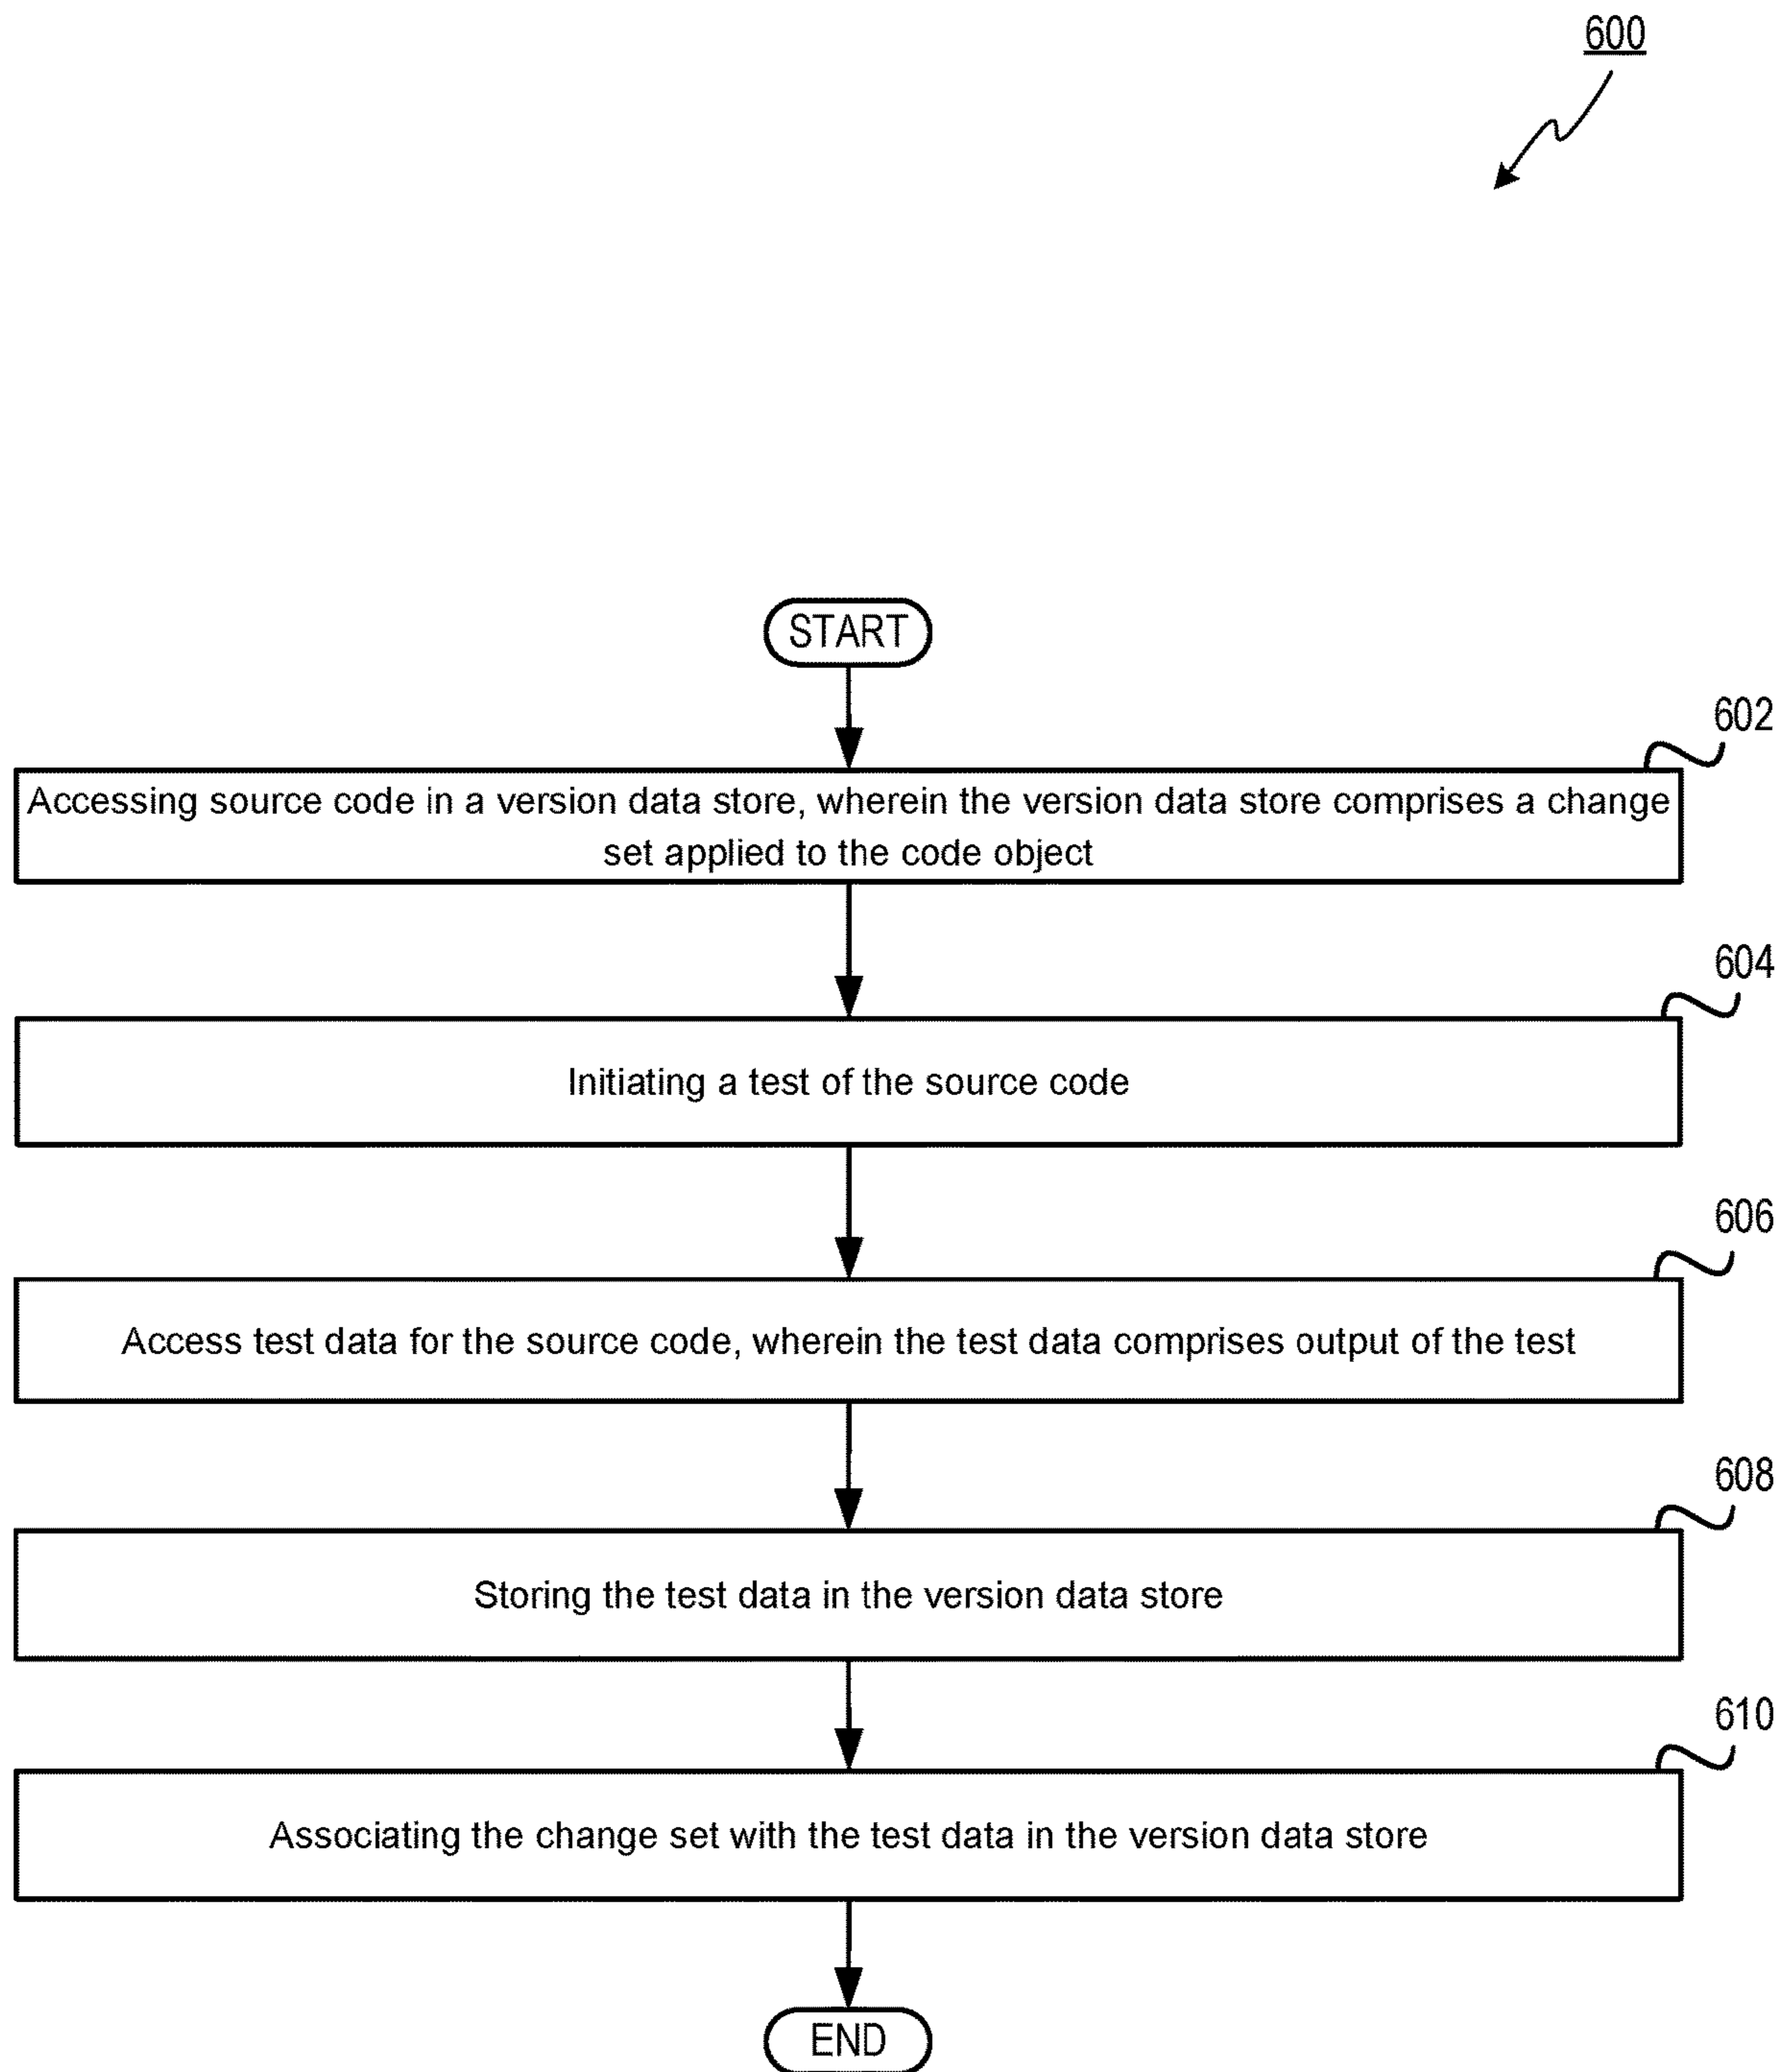 600
START
602
Accessing source code in a version data store, wherein the version data store comprises a change
set applied to the code object
604
Initiating a test of the source code
606
Access test data for the source code, wherein the test data comprises output of the test
608
Storing the test data in the version data store
610
Associating the change set with the test data in the version data store
END